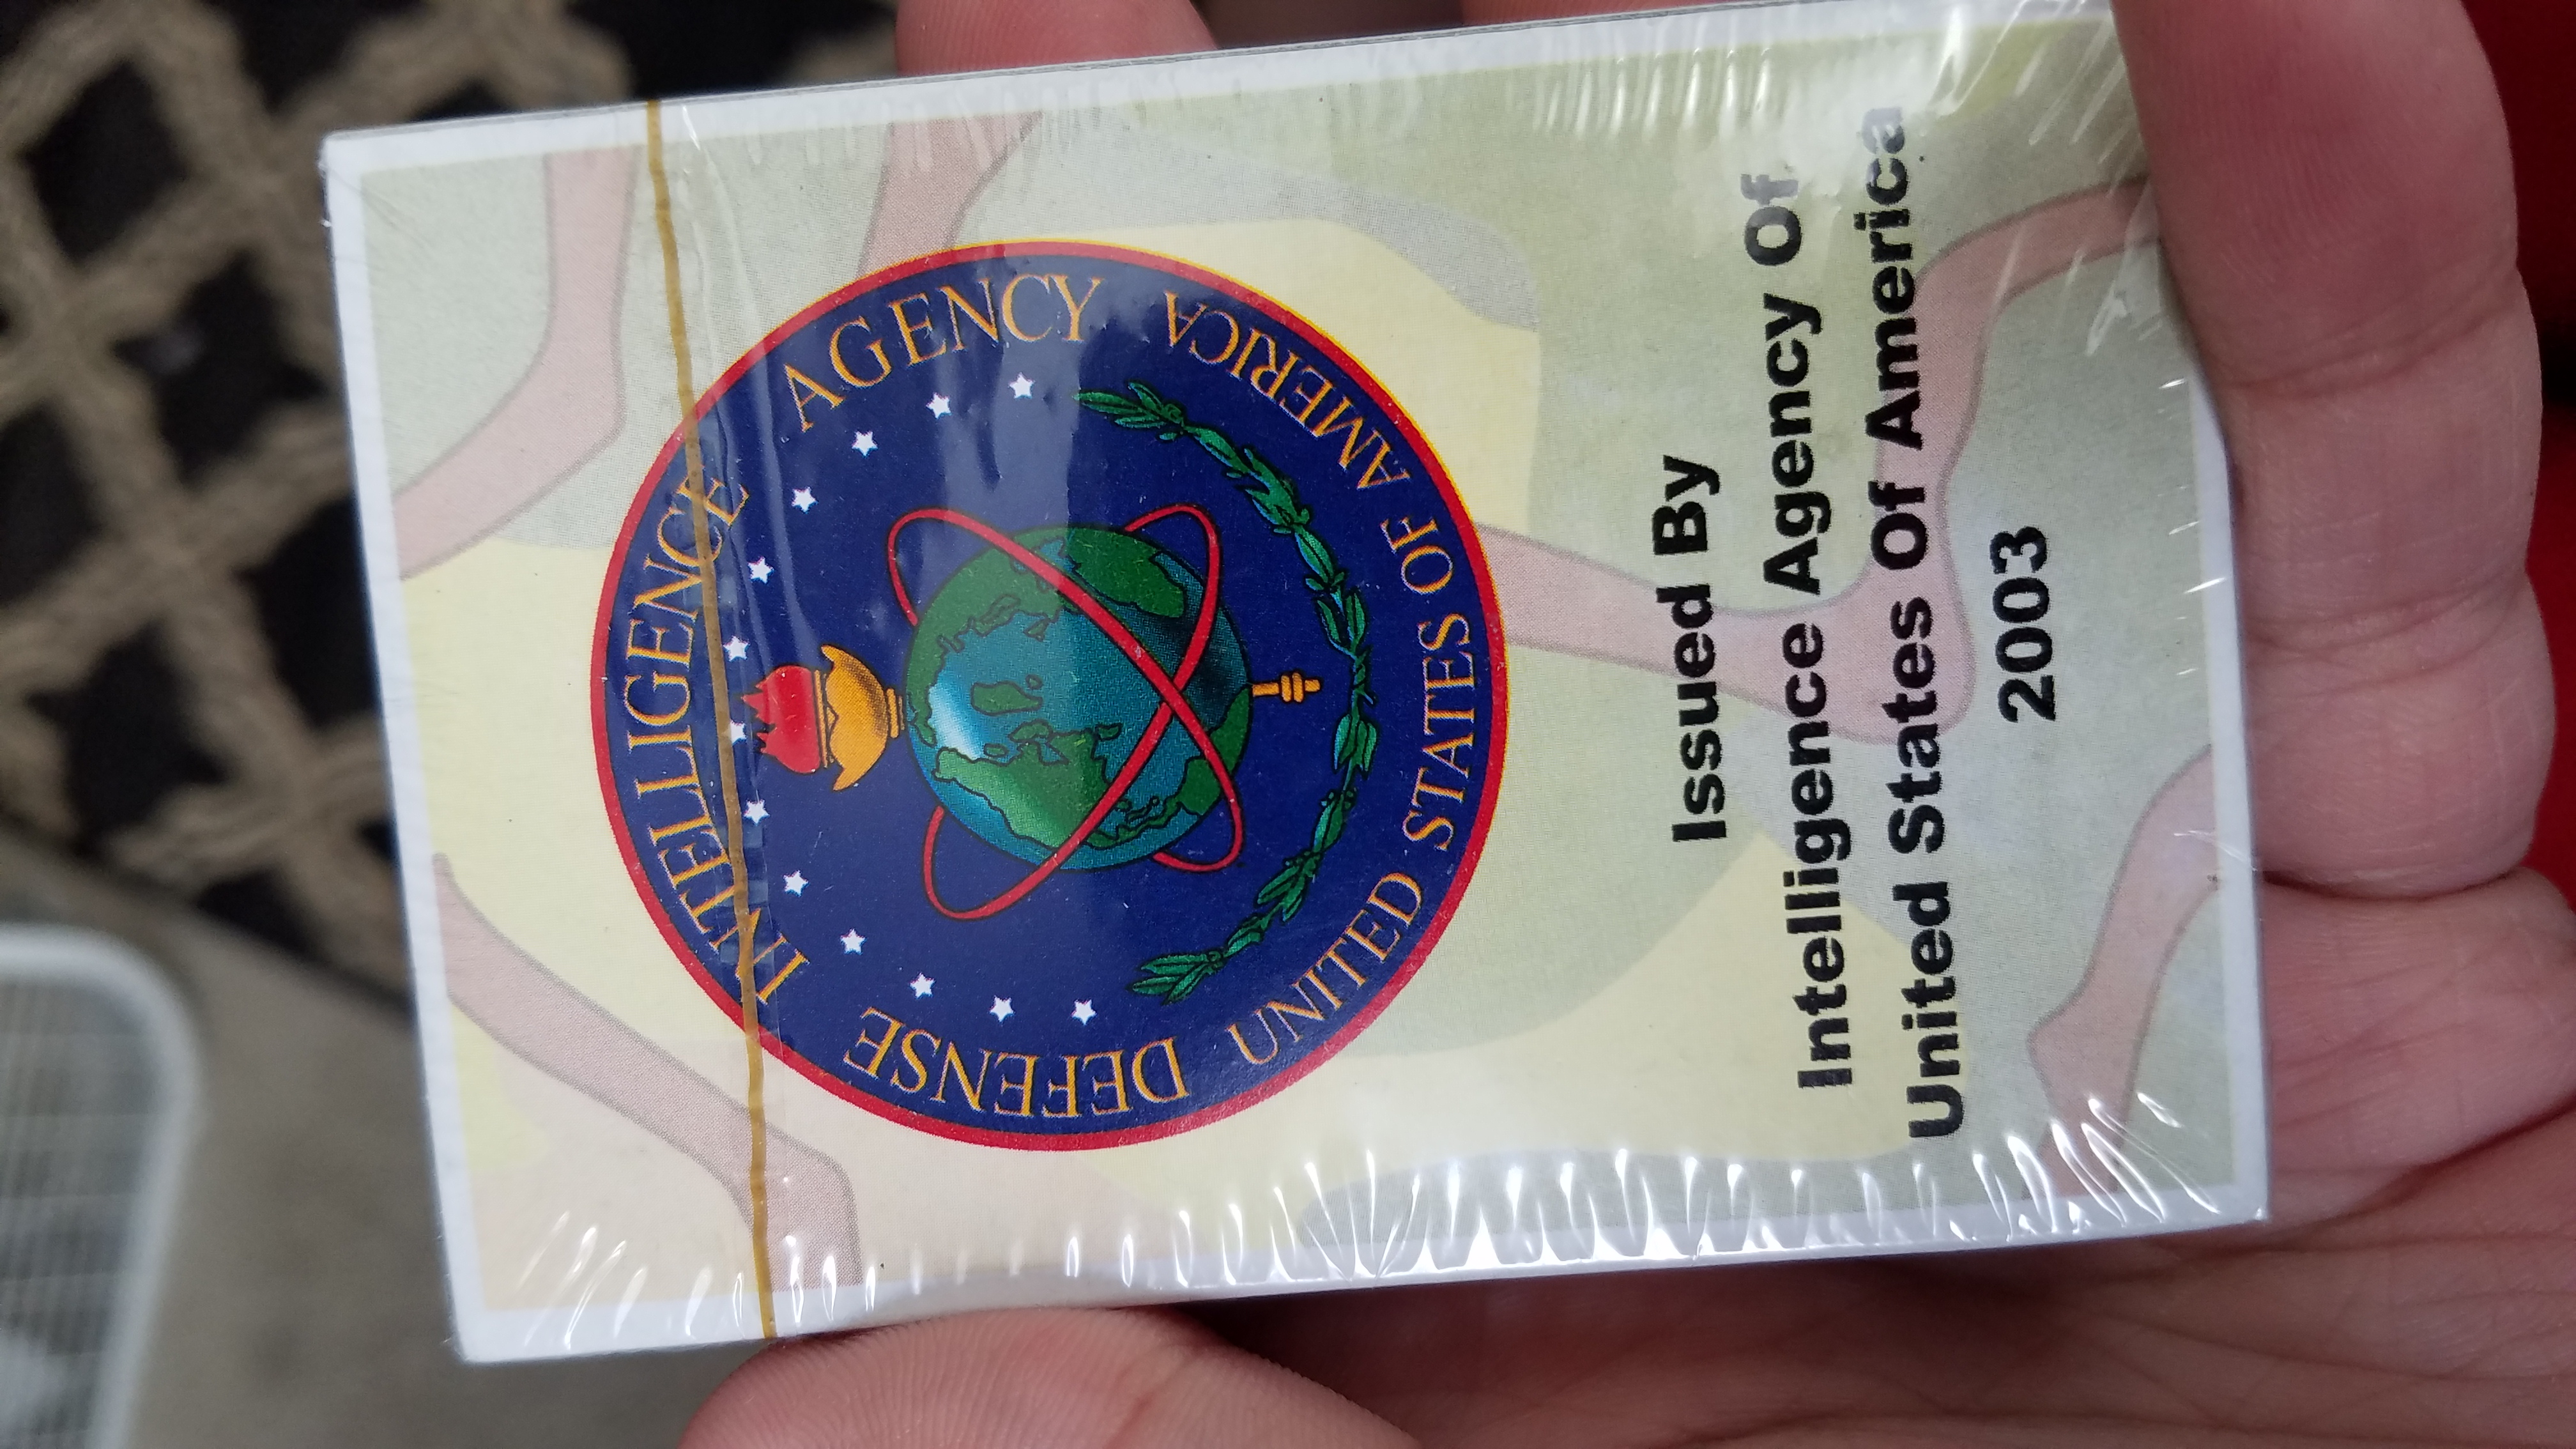 DEFENSE INTELLIGENCE AGENCY
UNITED STATES OF AMERICA
Issued By
Intelligence Agency Of
United States Of America
2003